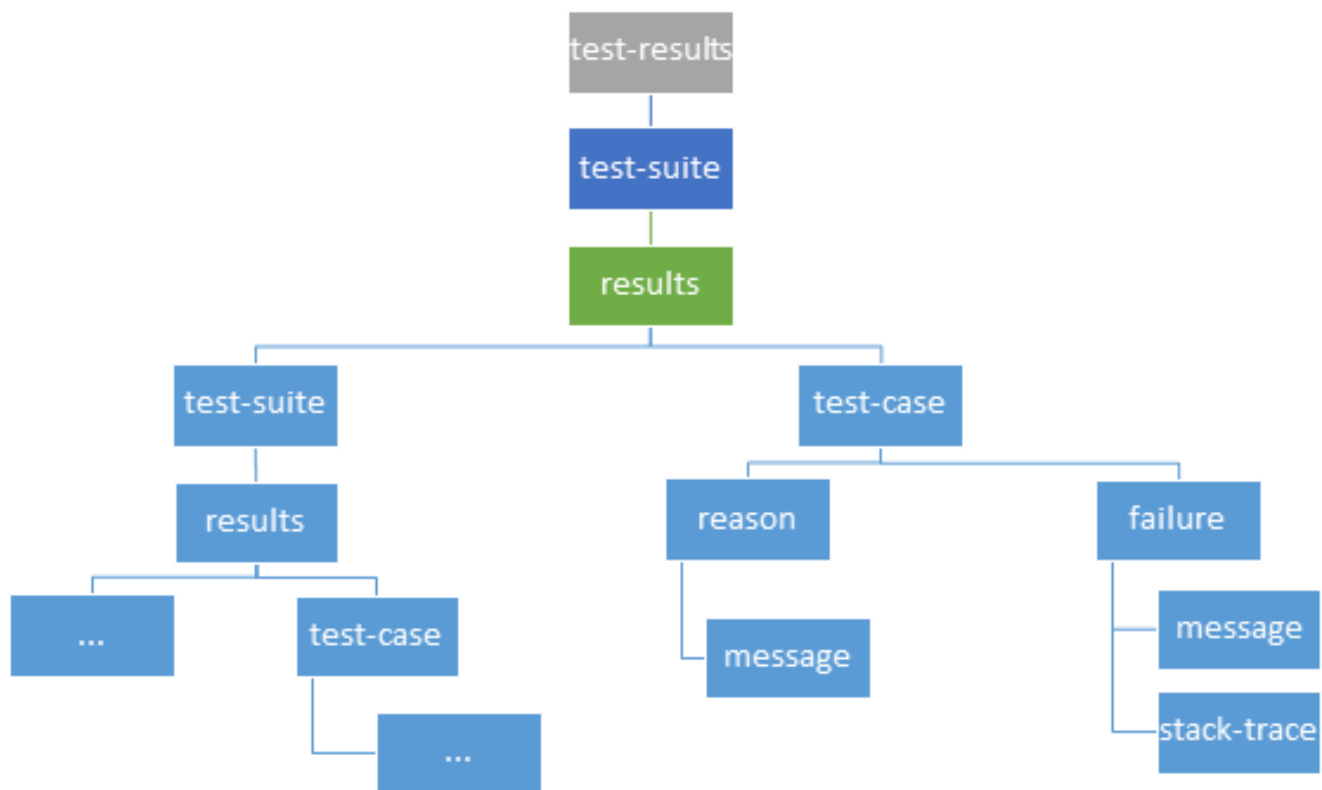 test-results
test-suite
results
test-suite
test-case
results
reason
failure
...
test-case
message
message
...
stack-trace